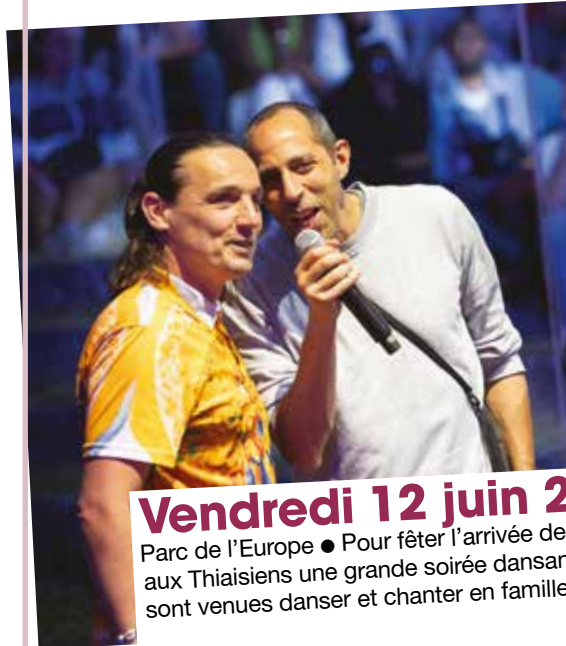 Vendredi 12 juin 2
Parc de l’Europe ● Pour fêter l’arrivée de
aux Thiaisiens une grande soirée dansan
sont venues danser et chanter en famille